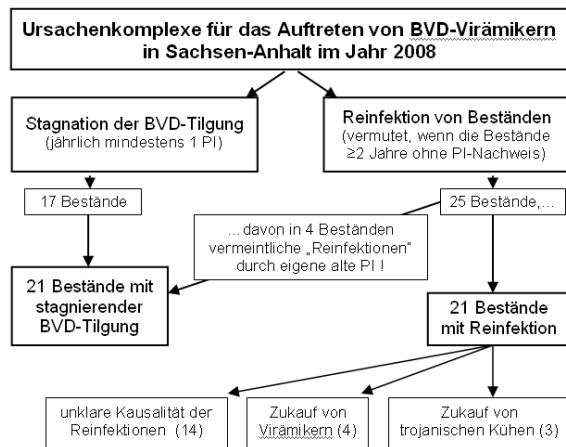 Ursachenkomplexe für das Auftreten von BVD-Virämikern
in Sachsen-Anhalt im Jahr 2008
Stagnation der BVD-Tilgung
(jährlich mindestens 1 PI)
Reinfektion von Beständen
(vermutet, wenn die Bestände
≥2 Jahre ohne PI-Nachweis)
17 Bestände
25 Bestände,...
...davon in 4 Beständen
vermeintliche „Reinfektionen"
durch eigene alte PI !
21 Bestände mit
stagnierender
BVD-Tilgung
21 Bestände
mit Reinfektion
unklare Kausalität der
Reinfektionen (14)
Zukauf von
Virämikern (4)
Zukauf von
trojanischen Kühen (3)